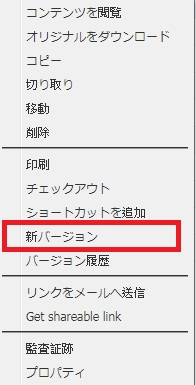 コンテンツを閲覧
オリジナルをダウンロード
コピー
切り取り
移動
削除
印刷
チェックアウト
ショートカットを追加
新バージョン
バージョン履歴
リンクをメールへ送信
Get shareable link
監査証跡
プロパティ